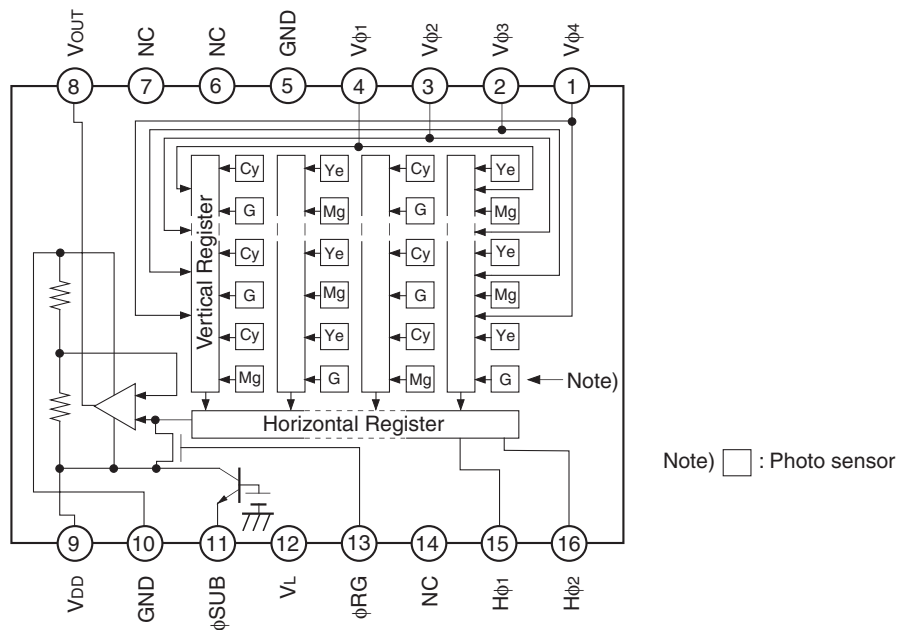 VOUT NC NC GND Vϕ1 Vϕ2 Vϕ3 Vϕ4
8 7 6 5 4 3 2 1
Vertical Register
Cy Ye Cy Ye
G Mg G Mg
Cy Ye Cy Ye
G Mg G Mg
Cy Ye Cy Ye
Mg G Mg G
Note)
Horizontal Register
Note) : Photo sensor
9 10 11 12 13 14 15 16
VDD GND ϕSUB VL ϕRG NC Hϕ1 Hϕ2